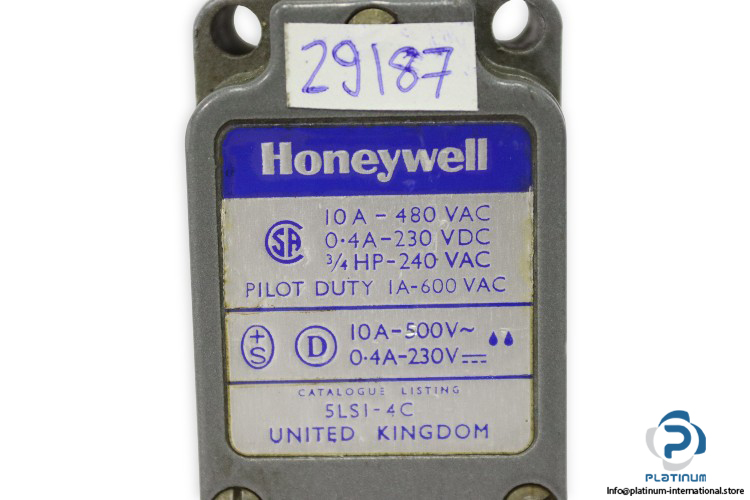 29187
Honeywell
SA
10 A - 480 VAC
0·4A-230 VDC
3/4 HP-240 VAC
PILOT DUTY 1A-600 VAC
+S
D
10A-500V~
0·4A-230V⎓
CATALOGUE LISTING
5LS1-4C
UNITED KINGDOM
PLATINUM
Info@platinum-international.store